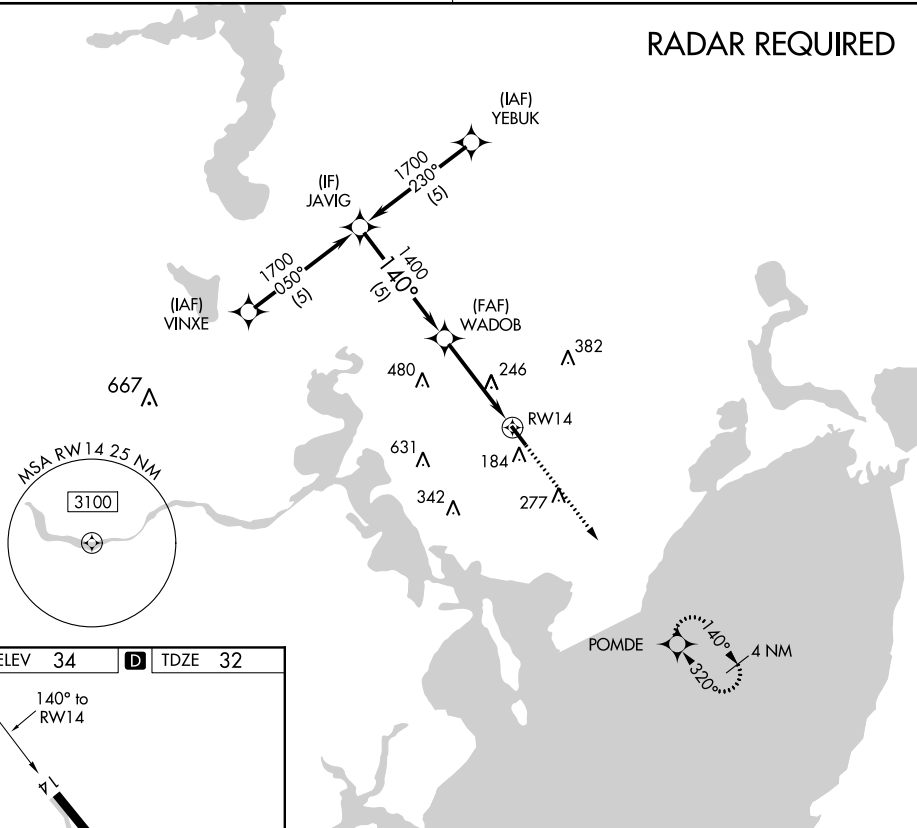 RADAR REQUIRED
(IAF)
YEBUK
1700
230°
(5)
(IF)
JAVIG
1700
050°
(5)
1400
140°
(5)
(IAF)
VINXE
(FAF)
WADOB
382
480
246
667
RW14
631
184
342
277
MSA RW14 25 NM
3100
POMDE
140°
4 NM
320°
ELEV 34
D TDZE 32
140° to
RW14
14